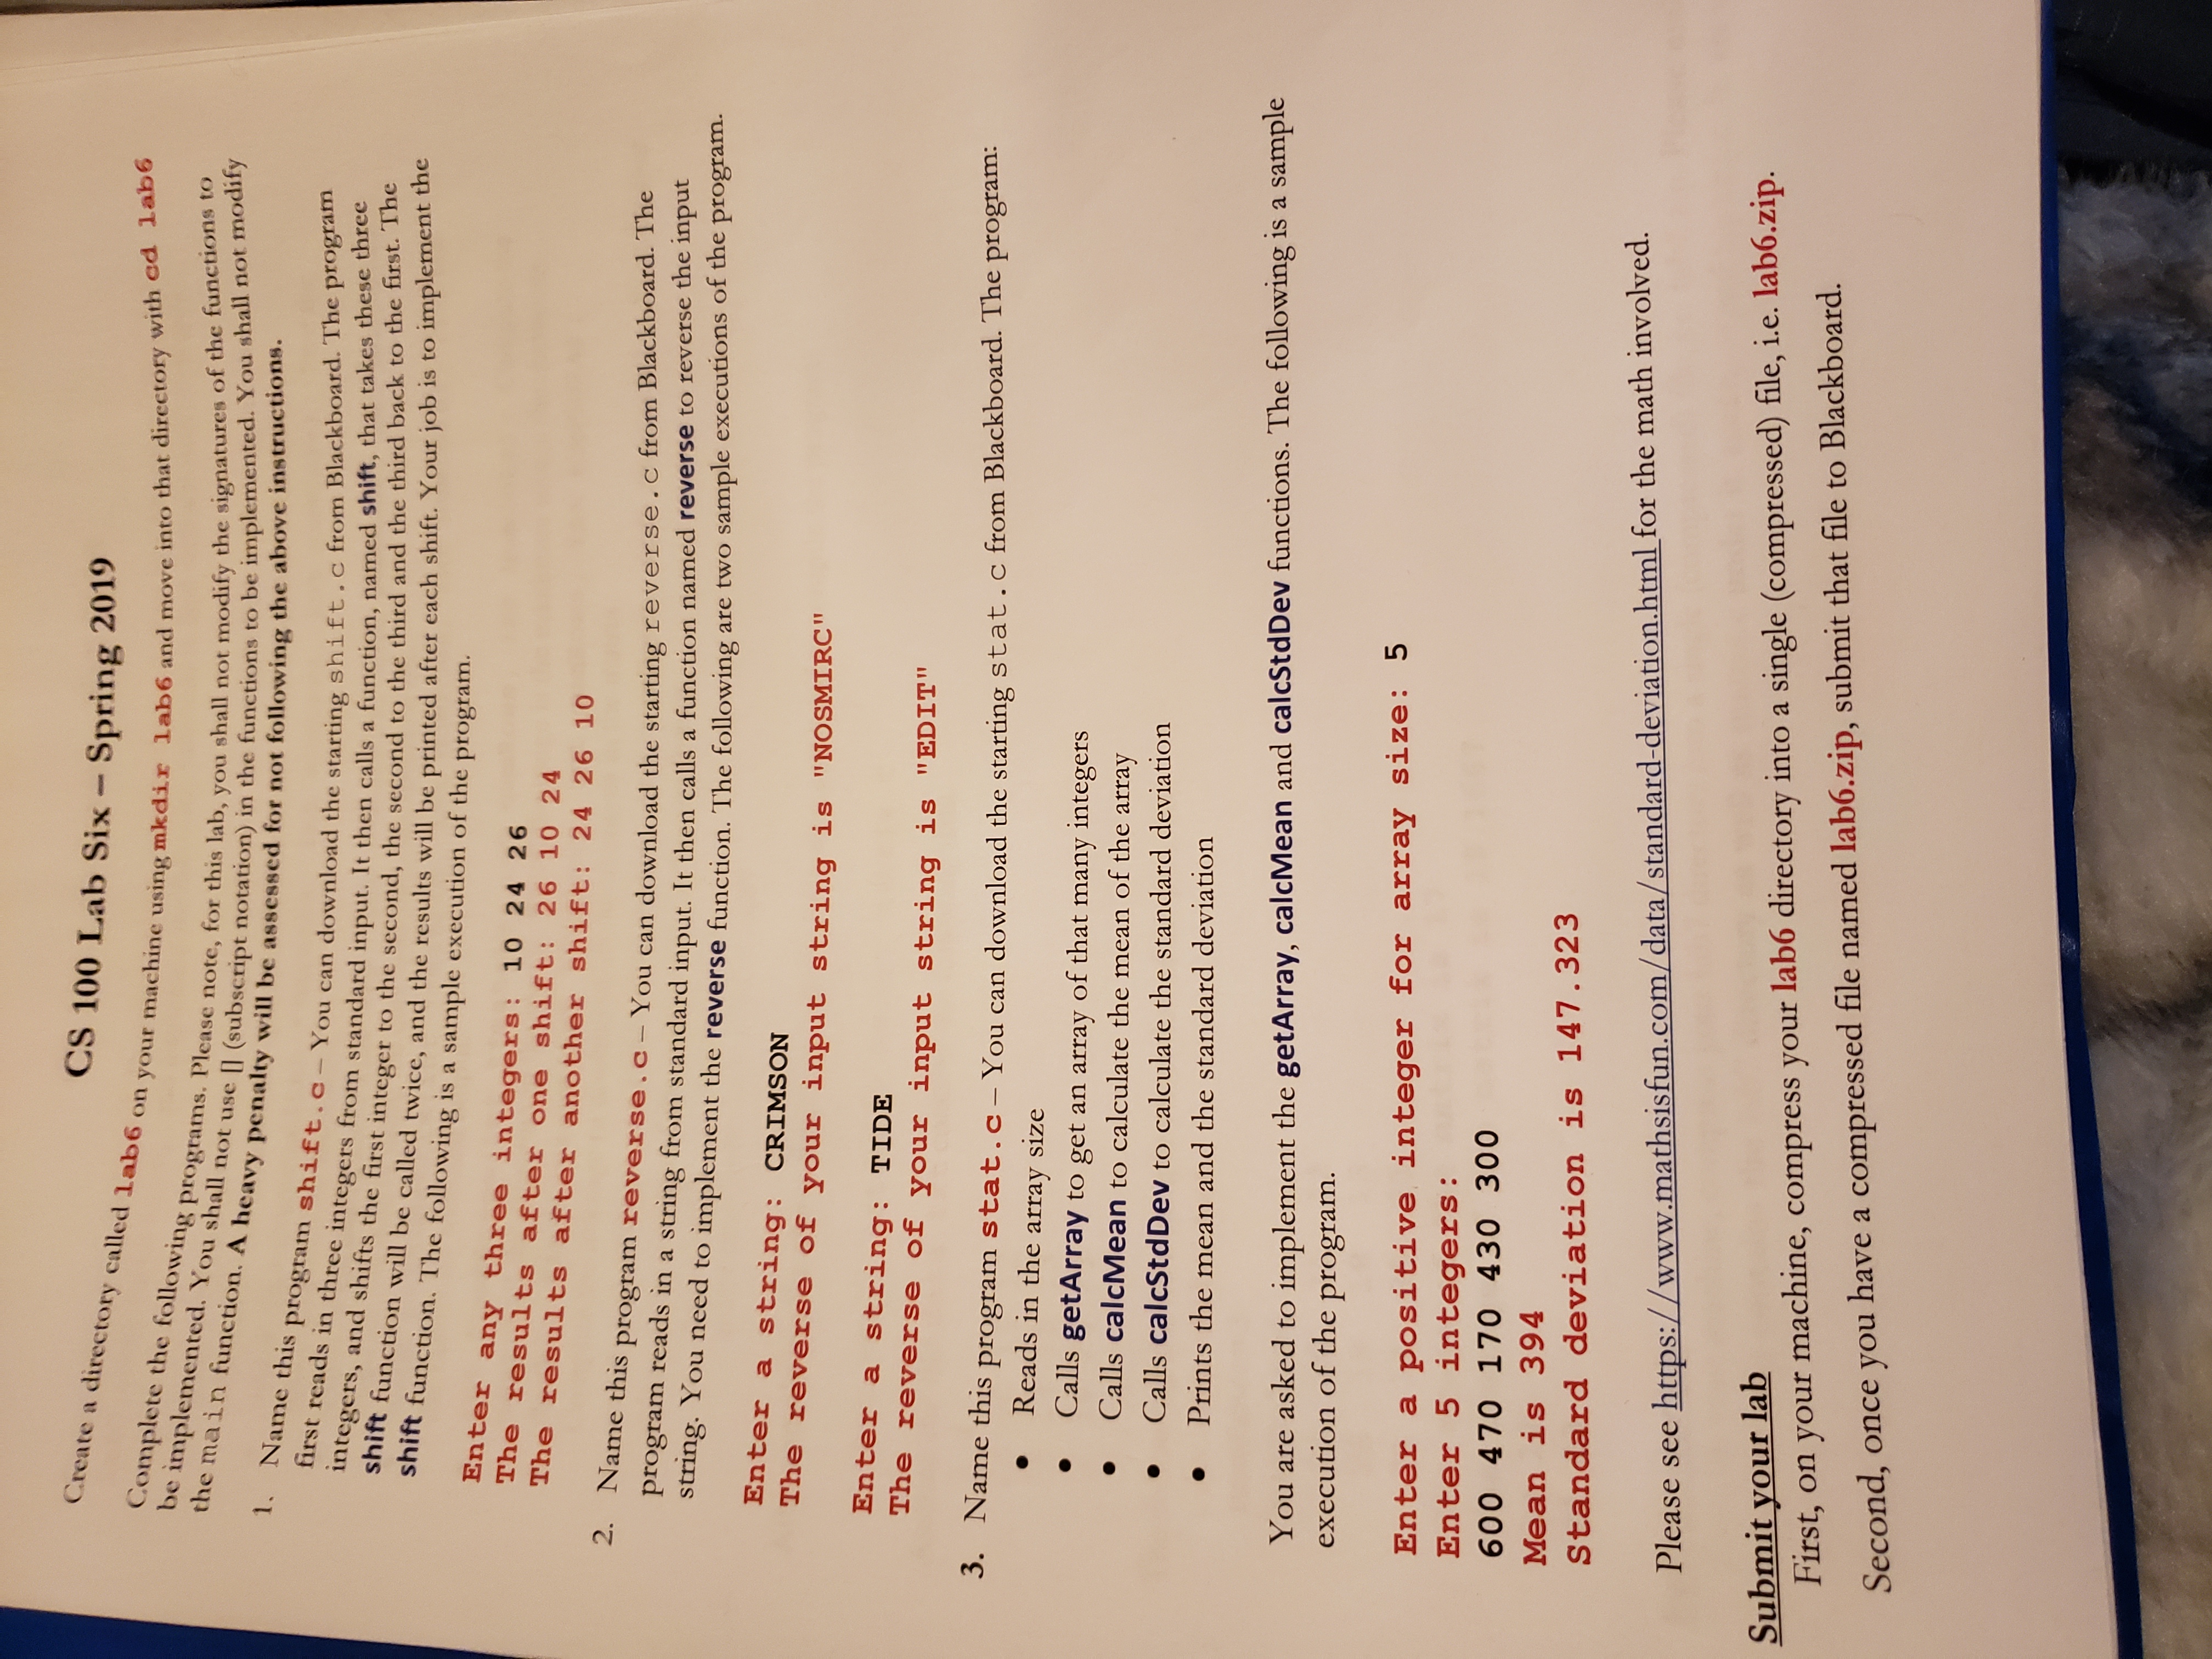 CS 100 Lab Six – Spring 2019
Create a directory called lab6 on your machine using mkdir lab6 and move into that directory with cd lab6
Complete the following programs. Please note, for this lab, you shall not modify the signatures of the functions to
be implemented. You shall not use [] (subscript notation) in the functions to be implemented. You shall not modify
the main function. A heavy penalty will be assessed for not following the above instructions.
1. Name this program shift.c – You can download the starting shift.c from Blackboard. The program
first reads in three integers from standard input. It then calls a function, named shift, that takes these three
integers, and shifts the first integer to the second, the second to the third and the third back to the first. The
shift function will be called twice, and the results will be printed after each shift. Your job is to implement the
shift function. The following is a sample execution of the program.
Enter any three integers: 10 24 26
The results after one shift: 26 10 24
The results after another shift: 24 26 10
2. Name this program reverse.c – You can download the starting reverse.c from Blackboard. The
program reads in a string from standard input. It then calls a function named reverse to reverse the input
string. You need to implement the reverse function. The following are two sample executions of the program.
Enter a string: CRIMSON
The reverse of your input string is "NOSMIRC"
Enter a string: TIDE
The reverse of your input string is "EDIT"
3. Name this program stat.c – You can download the starting stat.c from Blackboard. The program:
• Reads in the array size
• Calls getArray to get an array of that many integers
• Calls calcMean to calculate the mean of the array
• Calls calcStdDev to calculate the standard deviation
• Prints the mean and the standard deviation
You are asked to implement the getArray, calcMean and calcStdDev functions. The following is a sample
execution of the program.
Enter a positive integer for array size: 5
Enter 5 integers:
600 470 170 430 300
Mean is 394
Standard deviation is 147.323
Please see https://www.mathsisfun.com/data/standard-deviation.html for the math involved.
Submit your lab
First, on your machine, compress your lab6 directory into a single (compressed) file, i.e. lab6.zip.
Second, once you have a compressed file named lab6.zip, submit that file to Blackboard.